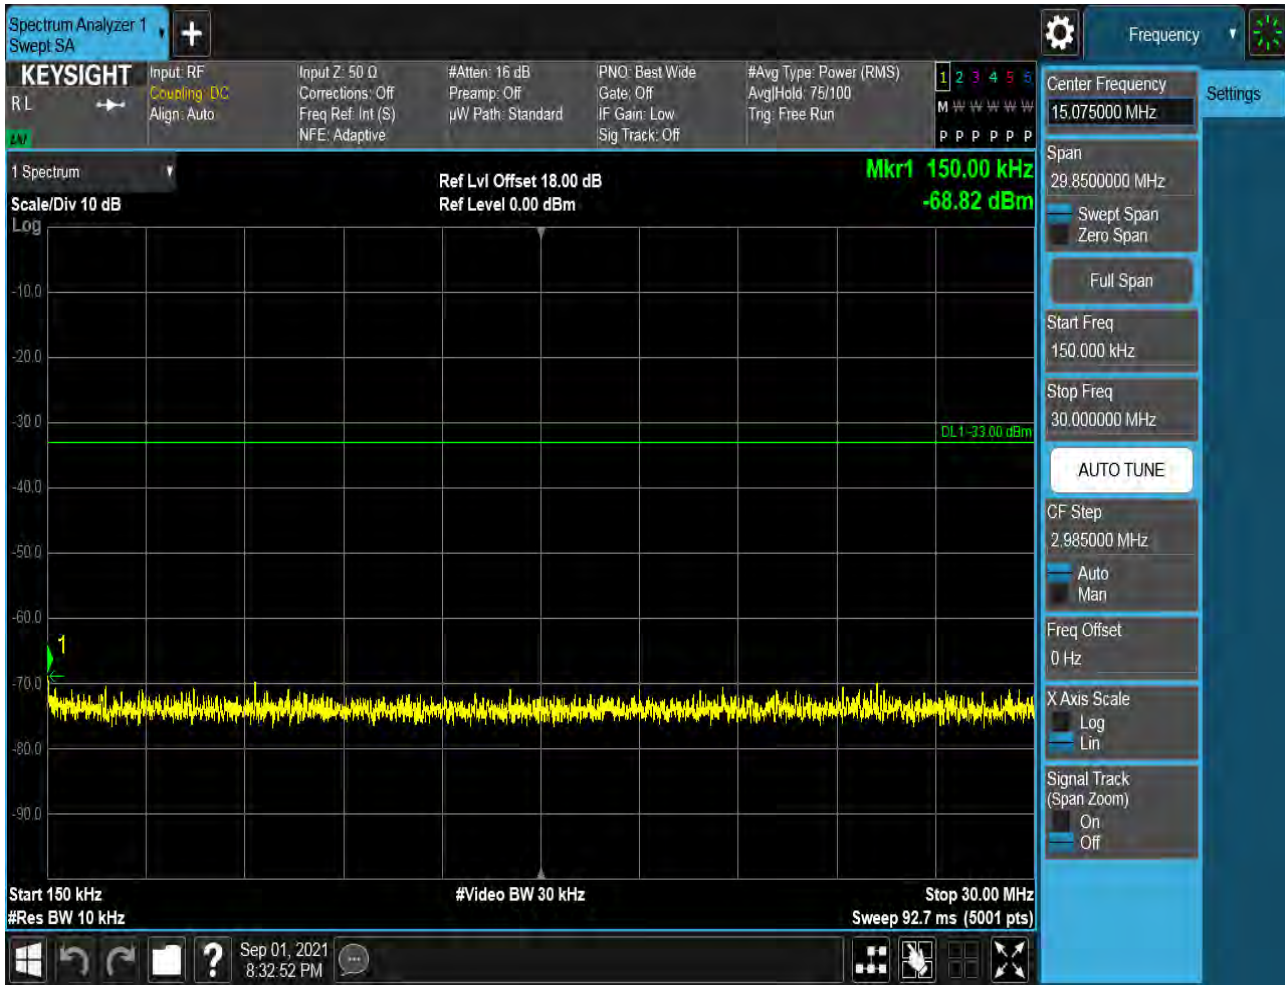 Spectrum Analyzer 1
Swept SA
+
Frequency
KEYSIGHT
R L
Input: RF
Coupling: DC
Align: Auto
Input Z: 50 Ω
Corrections: Off
Freq Ref: Int (S)
NFE: Adaptive
#Atten: 16 dB
Preamp: Off
µW Path: Standard
PNO: Best Wide
Gate: Off
IF Gain: Low
Sig Track: Off
#Avg Type: Power (RMS)
Avg|Hold: 75/100
Trig: Free Run
1 2 3 4 5 6
M W W W W W
P P P P P P
1 Spectrum
Scale/Div 10 dB
Log
Ref Lvl Offset 18.00 dB
Ref Level 0.00 dBm
Mkr1 150.00 kHz
-68.82 dBm
-10.0
-20.0
-30.0
DL1 -33.00 dBm
-40.0
-50.0
-60.0
1
-70.0
-80.0
-90.0
Start 150 kHz
#Res BW 10 kHz
#Video BW 30 kHz
Stop 30.00 MHz
Sweep 92.7 ms (5001 pts)
Center Frequency
15.075000 MHz
Settings
Span
29.8500000 MHz
Swept Span
Zero Span
Full Span
Start Freq
150.000 kHz
Stop Freq
30.000000 MHz
AUTO TUNE
CF Step
2.985000 MHz
Auto
Man
Freq Offset
0 Hz
X Axis Scale
Log
Lin
Signal Track
(Span Zoom)
On
Off
?
Sep 01, 2021
8:32:52 PM